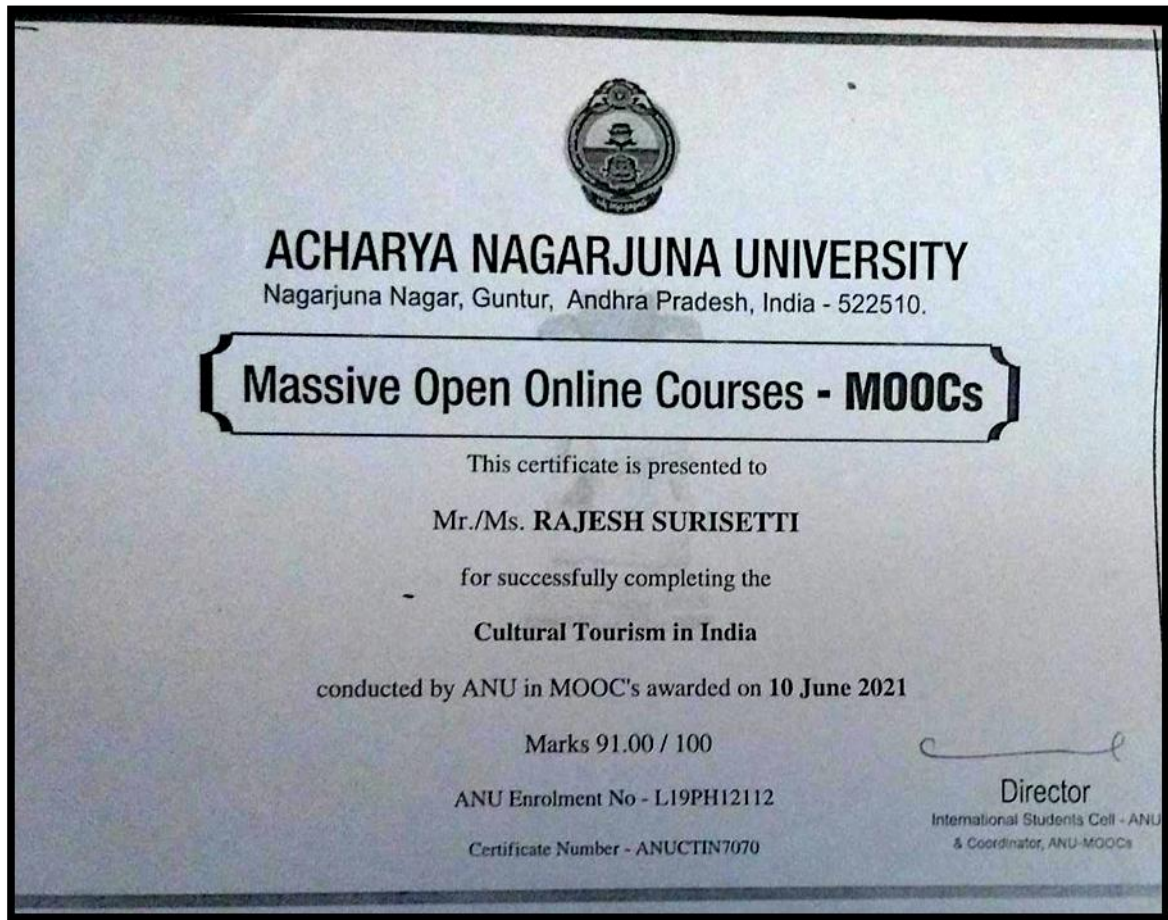 ACHARYA NAGARJUNA UNIVERSITY
Nagarjuna Nagar, Guntur, Andhra Pradesh, India - 522510.
Massive Open Online Courses - MOOCs
This certificate is presented to
Mr./Ms. RAJESH SURISETTI
for successfully completing the
Cultural Tourism in India
conducted by ANU in MOOC's awarded on 10 June 2021
Marks 91.00 / 100
ANU Enrolment No - L19PH12112
Certificate Number - ANUCTIN7070
Director
International Students Cell - ANU
& Coordinator, ANU-MOOCs